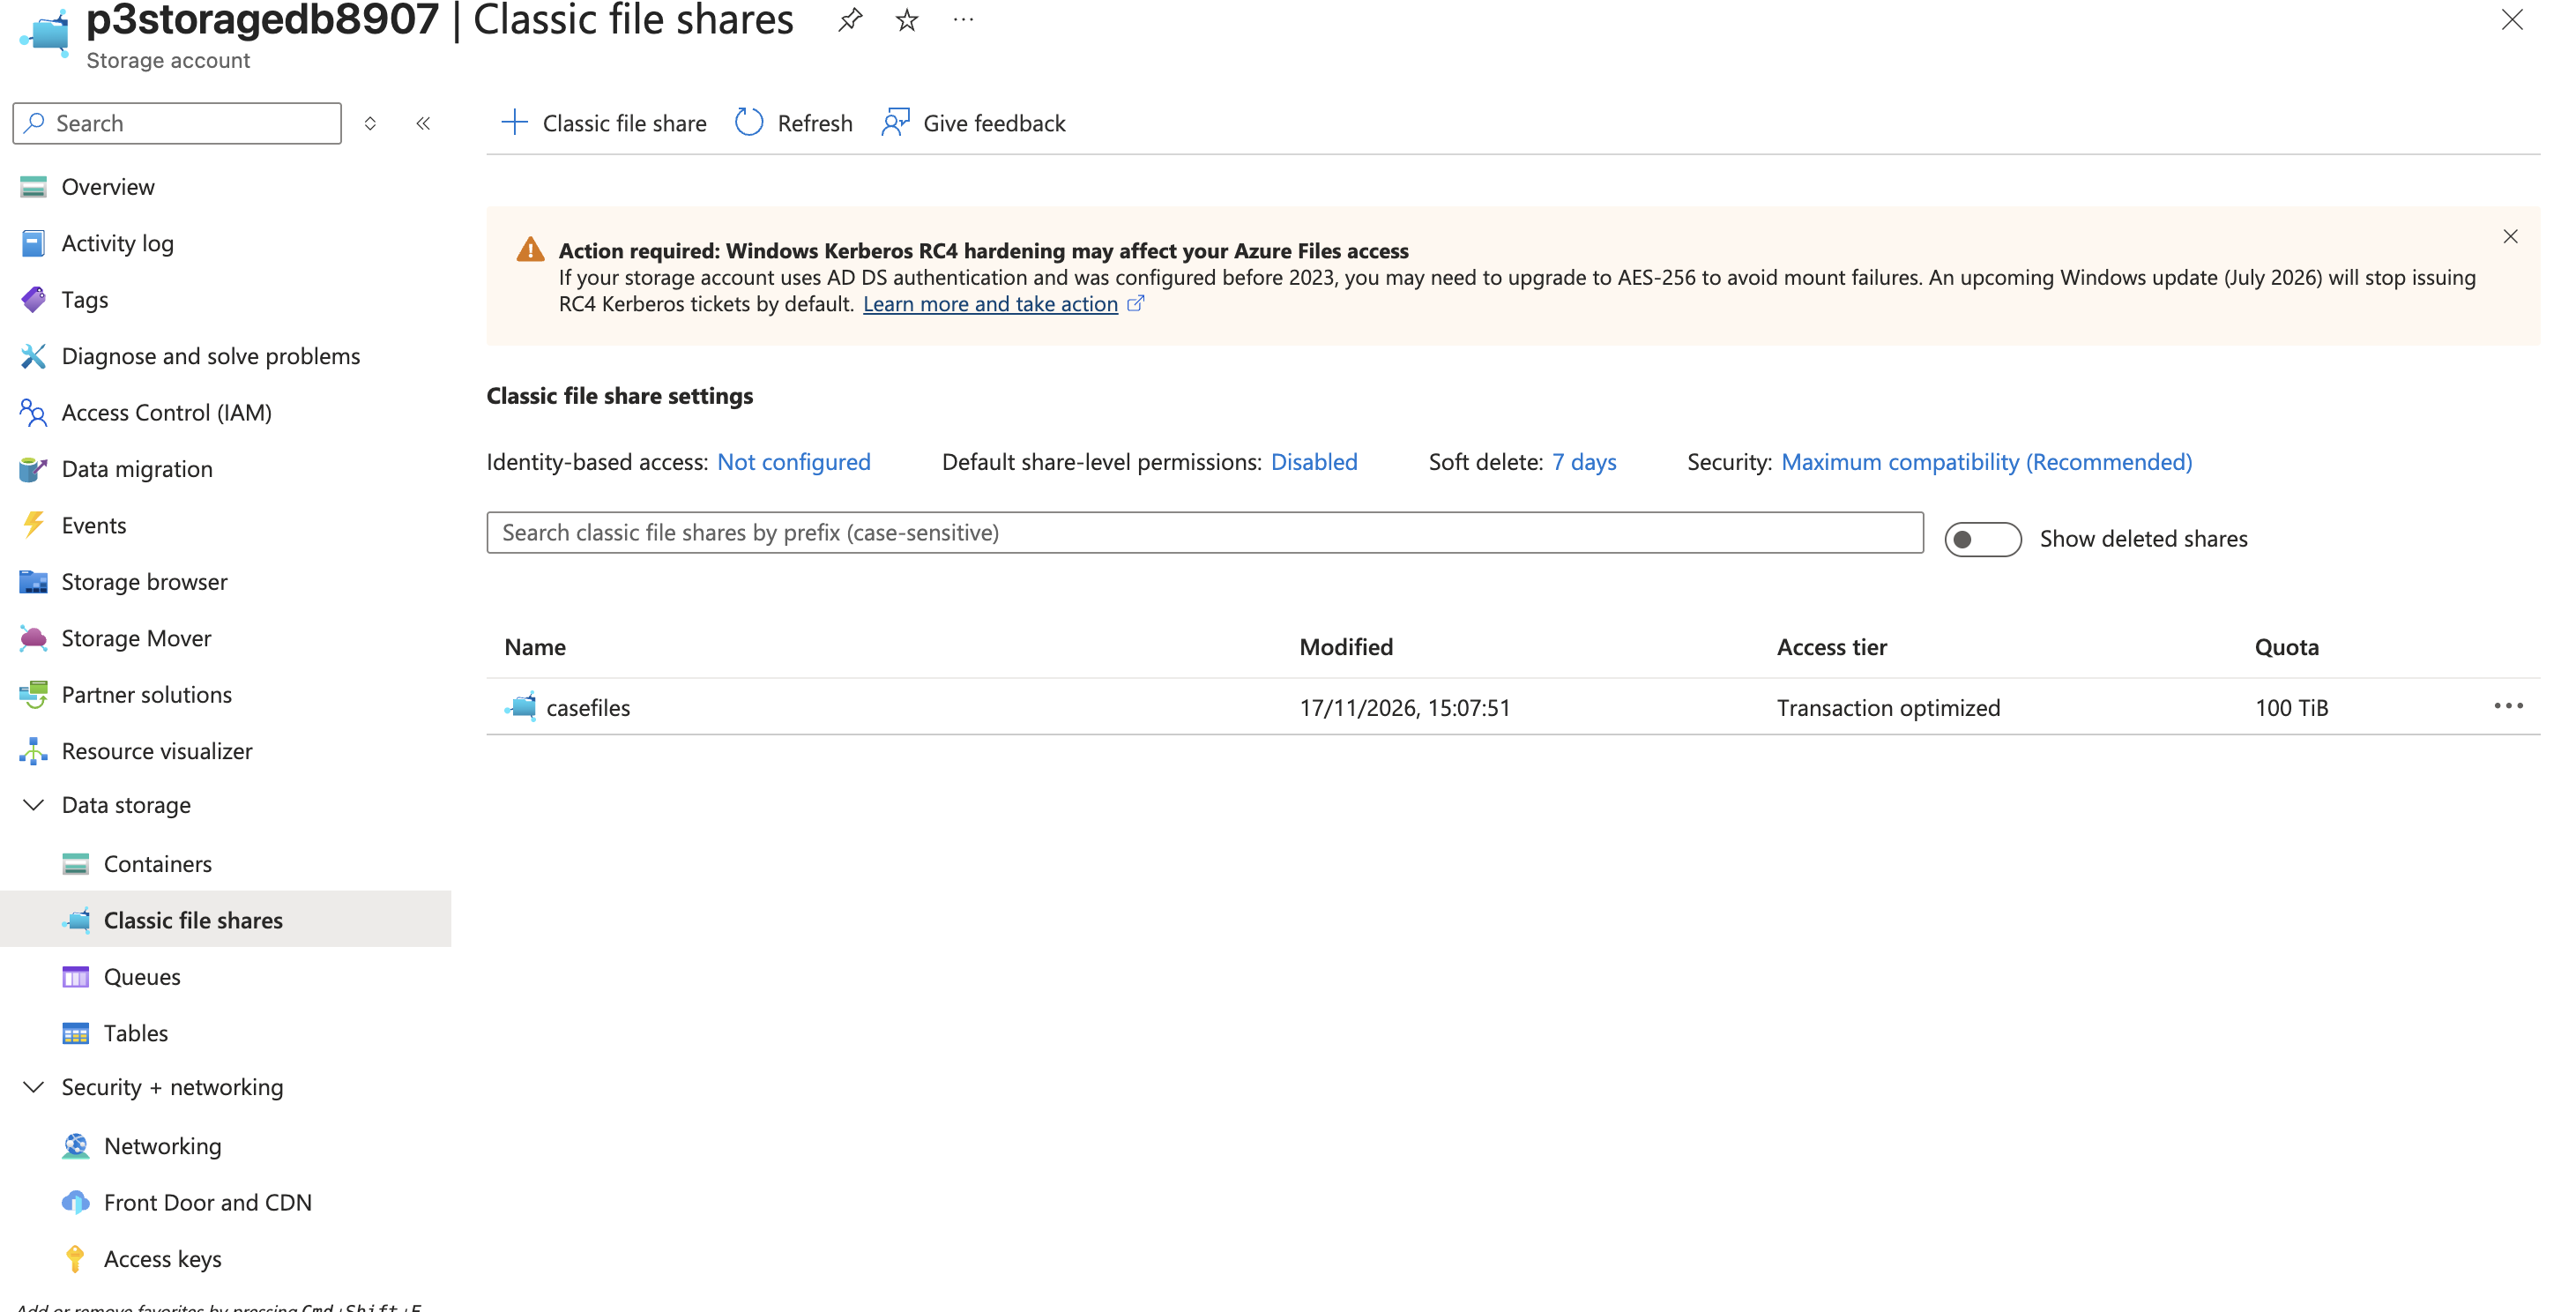 p3storagedb8907 | Classic file shares
Storage account
Search
Overview
Activity log
Tags
Diagnose and solve problems
Access Control (IAM)
Data migration
Events
Storage browser
Storage Mover
Partner solutions
Resource visualizer
Data storage
Containers
Classic file shares
Queues
Tables
Security + networking
Networking
Front Door and CDN
Access keys
Add or remove favorites by pressing Cmd+Shift+F
Classic file share
Refresh
Give feedback
Action required: Windows Kerberos RC4 hardening may affect your Azure Files access
If your storage account uses AD DS authentication and was configured before 2023, you may need to upgrade to AES-256 to avoid mount failures. An upcoming Windows update (July 2026) will stop issuing
RC4 Kerberos tickets by default. Learn more and take action
Classic file share settings
Identity-based access: Not configured Default share-level permissions: Disabled Soft delete: 7 days Security: Maximum compatibility (Recommended)
Search classic file shares by prefix (case-sensitive)
Show deleted shares
Name Modified Access tier Quota
casefiles 17/11/2026, 15:07:51 Transaction optimized 100 TiB